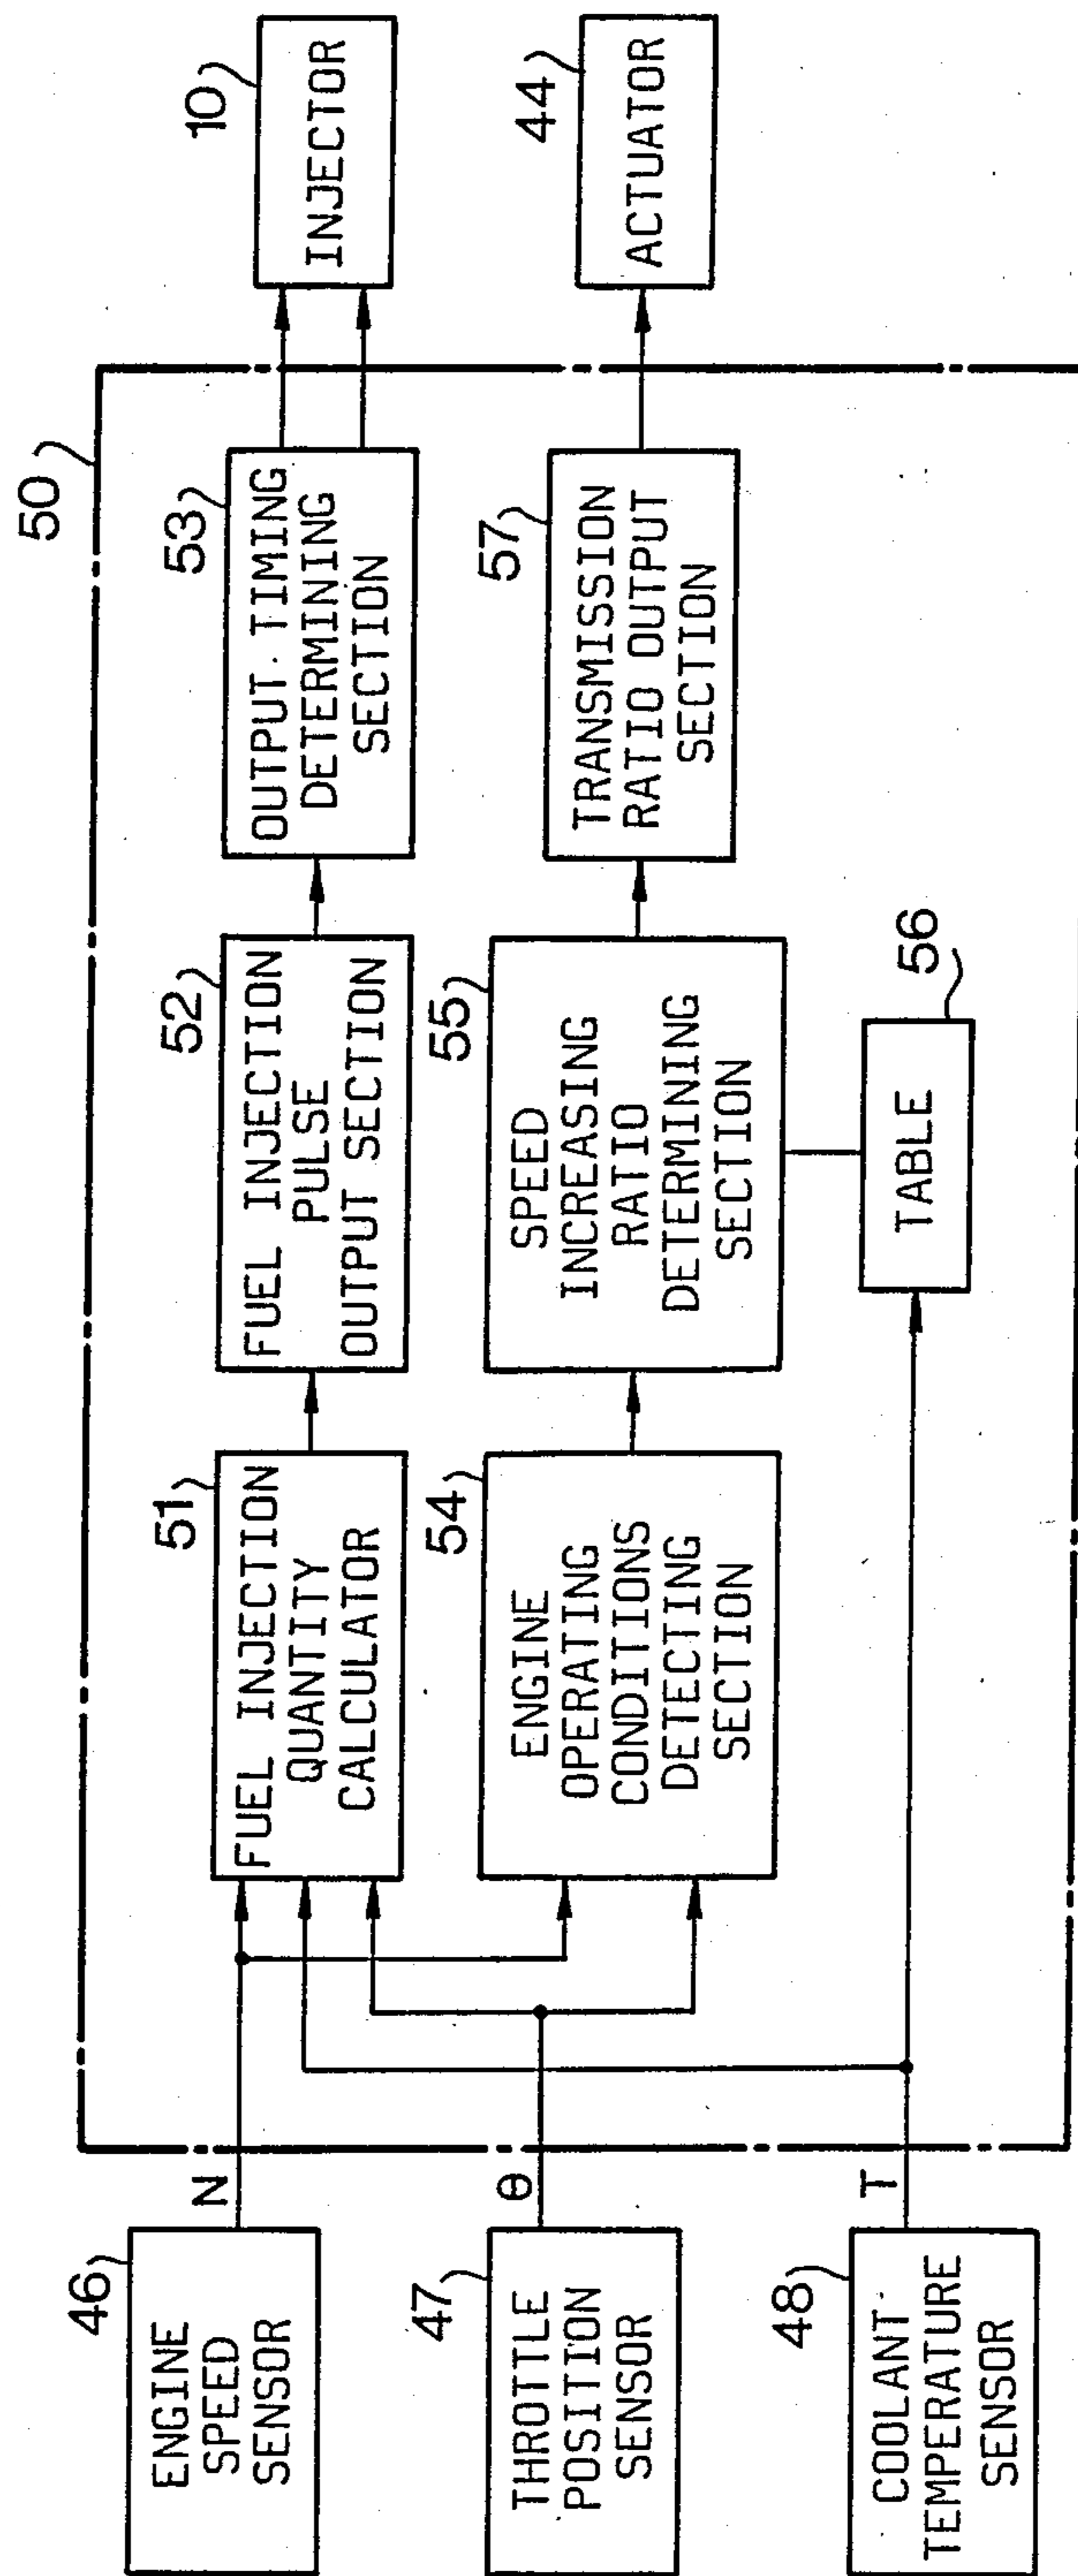 46
ENGINE
SPEED
SENSOR
N
47
THROTTLE
POSITION
SENSOR
θ
48
COOLANT
TEMPERATURE
SENSOR
T
50
51
FUEL INJECTION
QUANTITY
CALCULATOR
52
FUEL INJECTION
PULSE
OUTPUT SECTION
53
OUTPUT TIMING
DETERMINING
SECTION
10
INJECTOR
54
ENGINE
OPERATING
CONDITIONS
DETECTING
SECTION
55
SPEED
INCREASING
RATIO
DETERMINING
SECTION
57
TRANSMISSION
RATIO OUTPUT
SECTION
44
ACTUATOR
56
TABLE